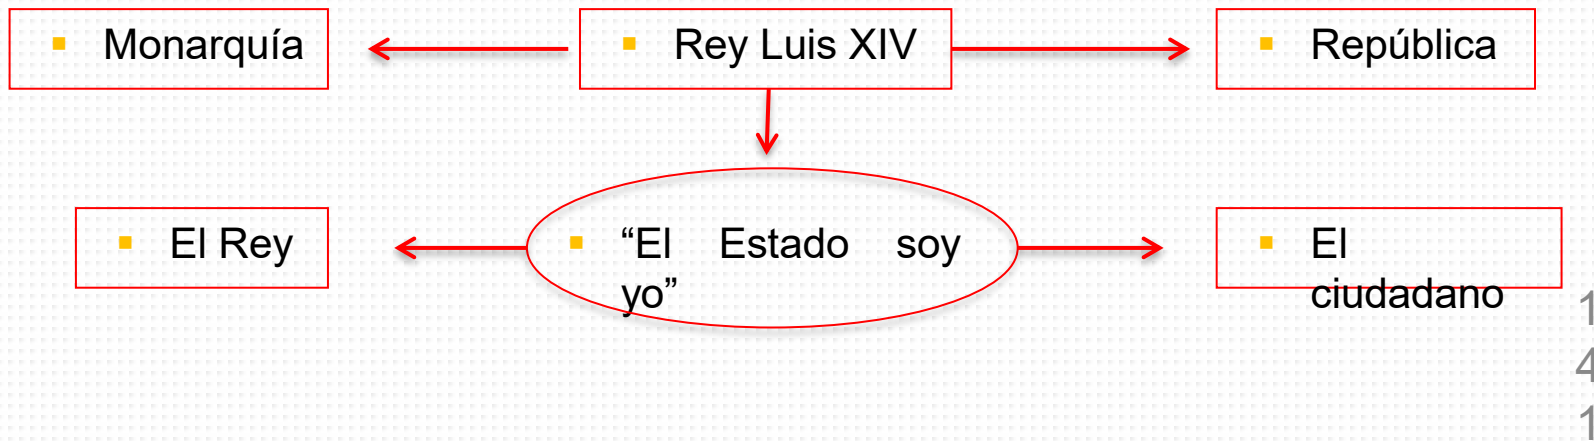 ▪ Monarquía
▪ Rey Luis XIV
▪ República
▪ El Rey
▪ “El Estado soy
yo”
▪ El
ciudadano
1
4
1